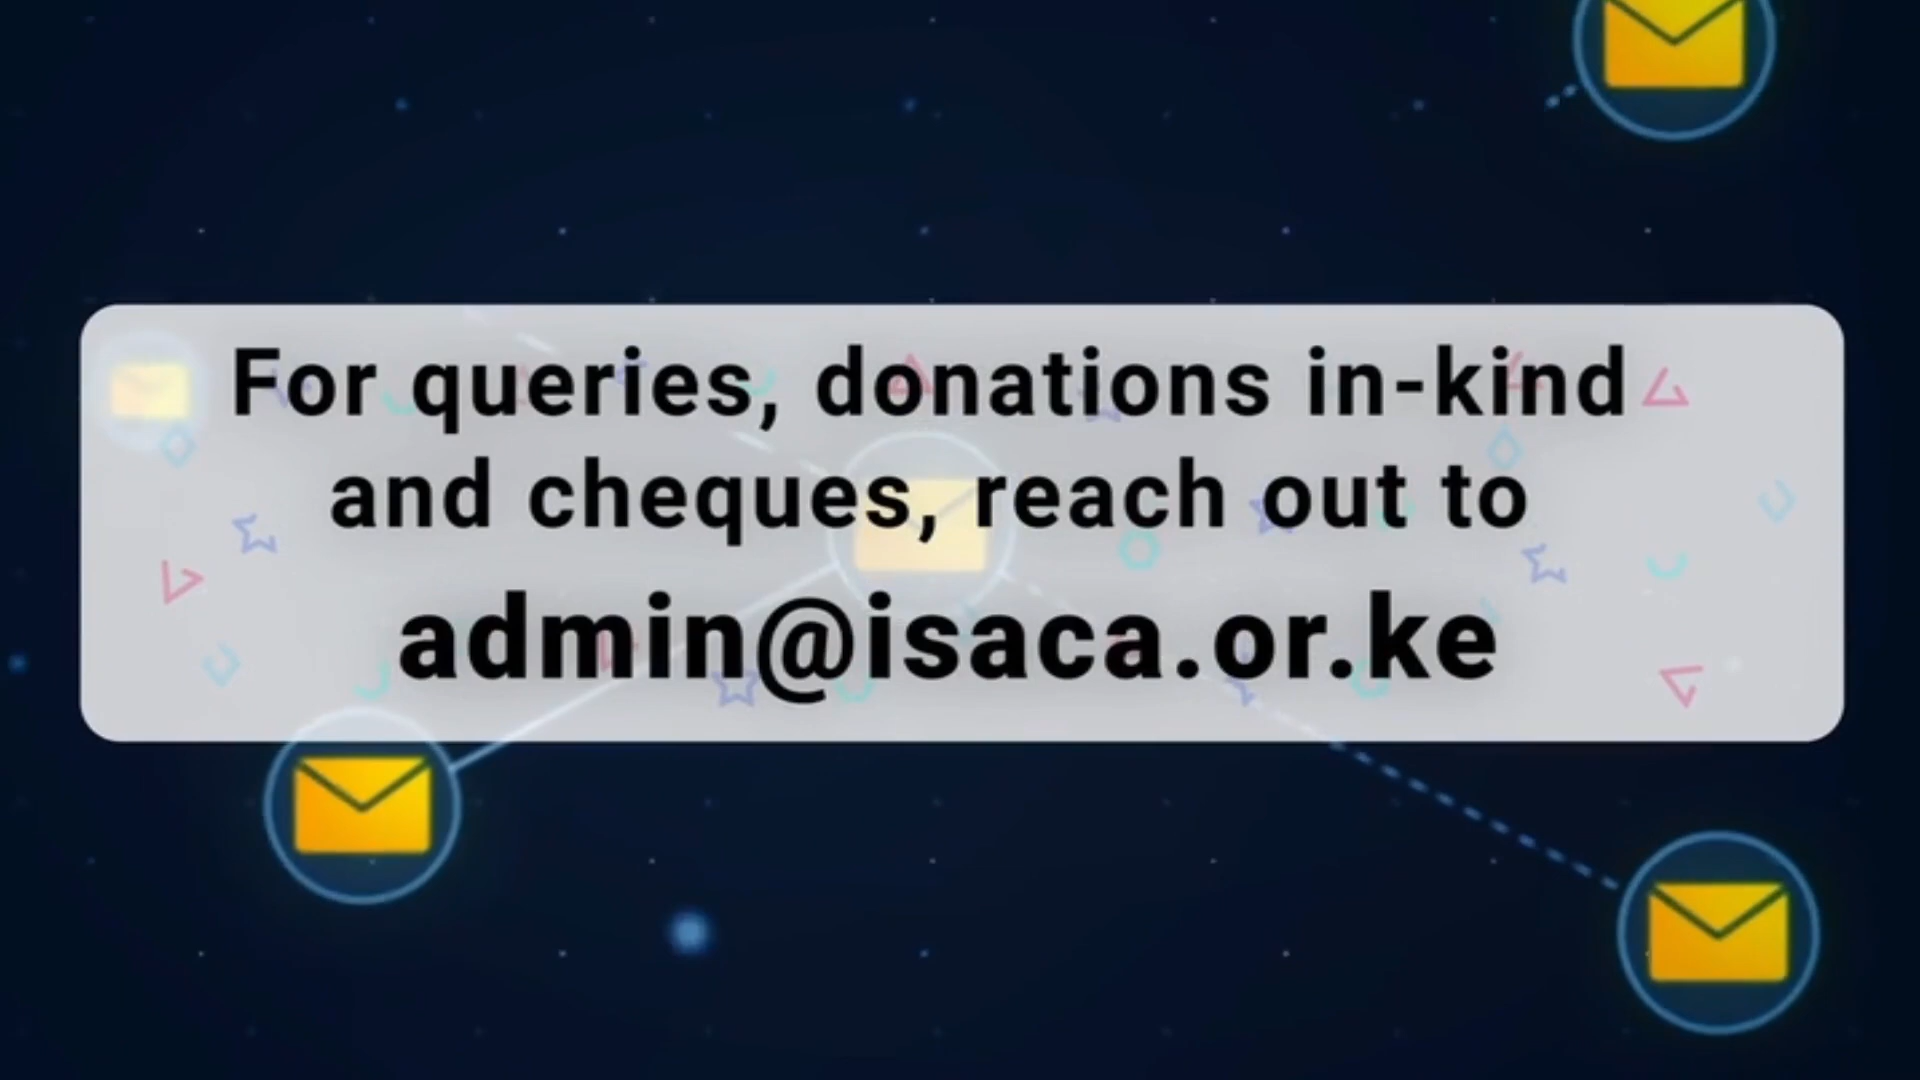 For queries, donations in-kind
and cheques, reach out to
admin@isaca.or.ke